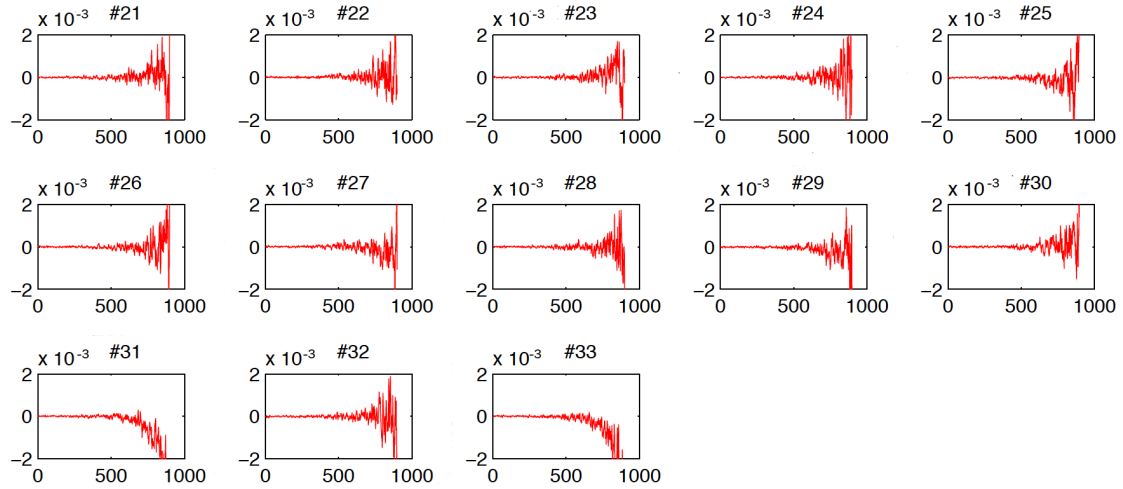 x 10-3 #21 x 10-3 #22 x 10-3 #23 x 10-3 #24 x 10-3 #25
2 2 2 2 2
0 0 0 0 0
−2 −2 −2 −2 −2
0 500 1000 0 500 1000 0 500 1000 0 500 1000 0 500 1000
x 10-3 #26 x 10-3 #27 x 10-3 #28 x 10-3 #29 x 10-3 #30
2 2 2 2 2
0 0 0 0 0
−2 −2 −2 −2 −2
0 500 1000 0 500 1000 0 500 1000 0 500 1000 0 500 1000
x 10-3 #31 x 10-3 #32 x 10-3 #33
2 2 2
0 0 0
−2 −2 −2
0 500 1000 0 500 1000 0 500 1000